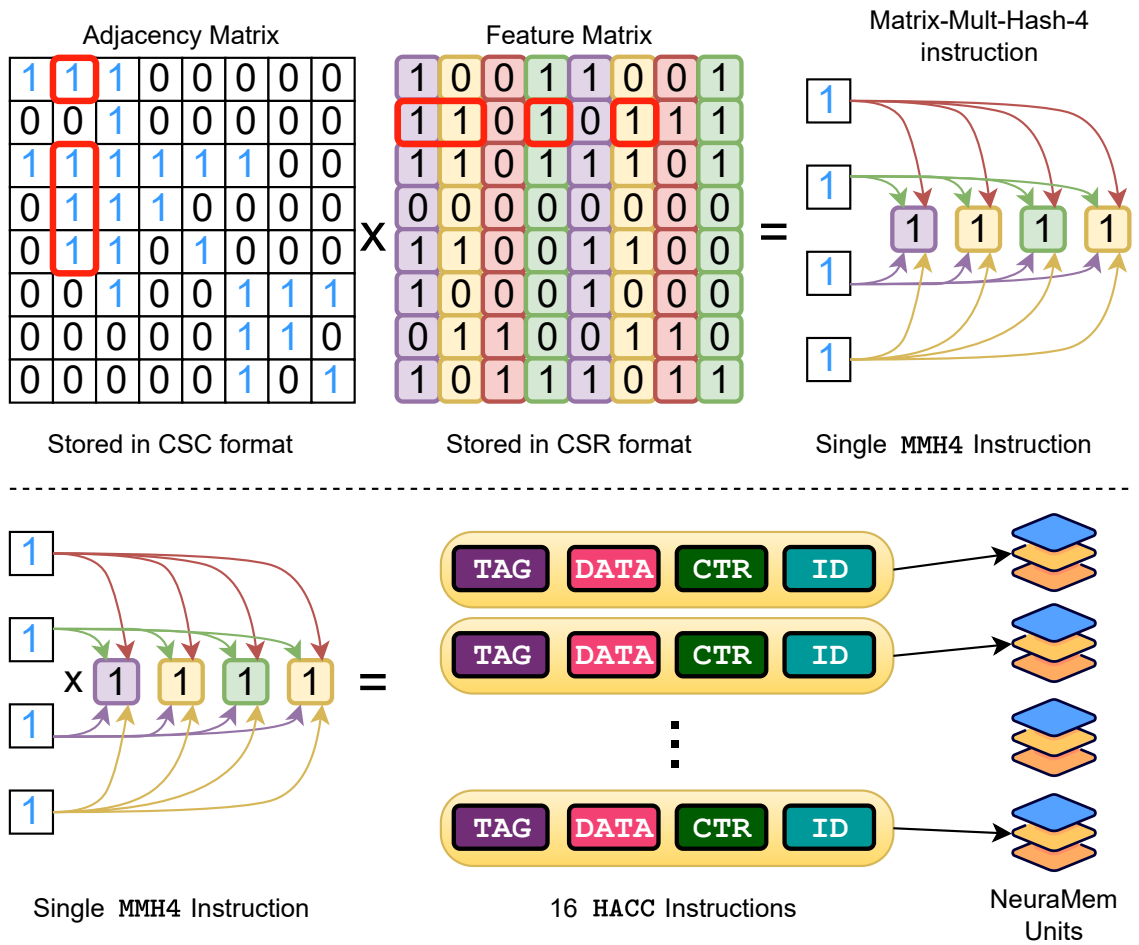 Adjacency Matrix
Feature Matrix
Matrix-Mult-Hash-4
instruction
1 1 1 0 0 0 0 0
1 0 0 1 1 0 0 1
1
0 0 1 0 0 0 0 0
1 1 0 1 0 1 1 1
1 1 1 1 1 1 0 0
1 1 0 1 1 1 0 1
1
0 1 1 1 0 0 0 0
0 0 0 0 0 0 0 0
1 1 1 1
x
=
0 1 1 0 1 0 0 0
1 1 0 0 1 1 0 0
1
0 0 1 0 0 1 1 1
1 0 0 0 1 0 0 0
0 0 0 0 0 1 1 0
0 1 1 0 0 1 1 0
1
0 0 0 0 0 1 0 1
1 0 1 1 1 0 1 1
Stored in CSC format
Stored in CSR format
Single MMH4 Instruction
1
TAG DATA CTR ID
1
TAG DATA CTR ID
x 1 1 1 1 =
1
1
TAG DATA CTR ID
Single MMH4 Instruction
16 HACC Instructions
NeuraMem
Units